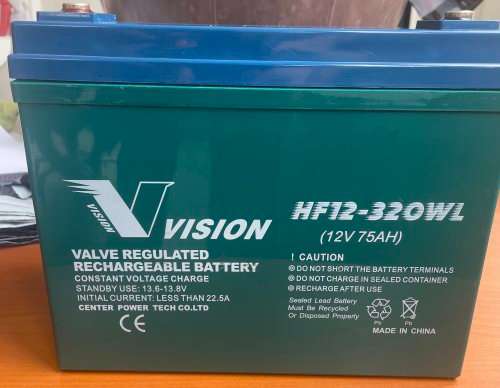 VISION
VISION
HF12-320WL
(12V 75AH)
VALVE REGULATED
RECHARGEABLE BATTERY
CONSTANT VOLTAGE CHARGE
STANDBY USE: 13.6-13.8V
INITIAL CURRENT: LESS THAN 22.5A
CENTER POWER TECH CO.LTD
CE
! CAUTION
DO NOT SHORT THE BATTERY TERMINALS
DO NOT CHARGE IN SEALED CONTAINER
RECHARGE AFTER USE
Sealed Lead Battery
Must Be Recycled
Or Disposed Properly
Pb
Pb
MADE IN CHINA